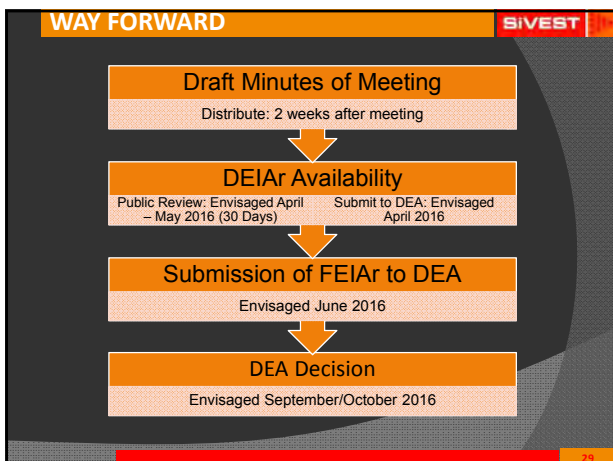 WAY FORWARD
SiVEST
Draft Minutes of Meeting
Distribute: 2 weeks after meeting
DEIAr Availability
Public Review: Envisaged April
– May 2016 (30 Days)
Submit to DEA: Envisaged
April 2016
Submission of FEIAr to DEA
Envisaged June 2016
DEA Decision
Envisaged September/October 2016
29